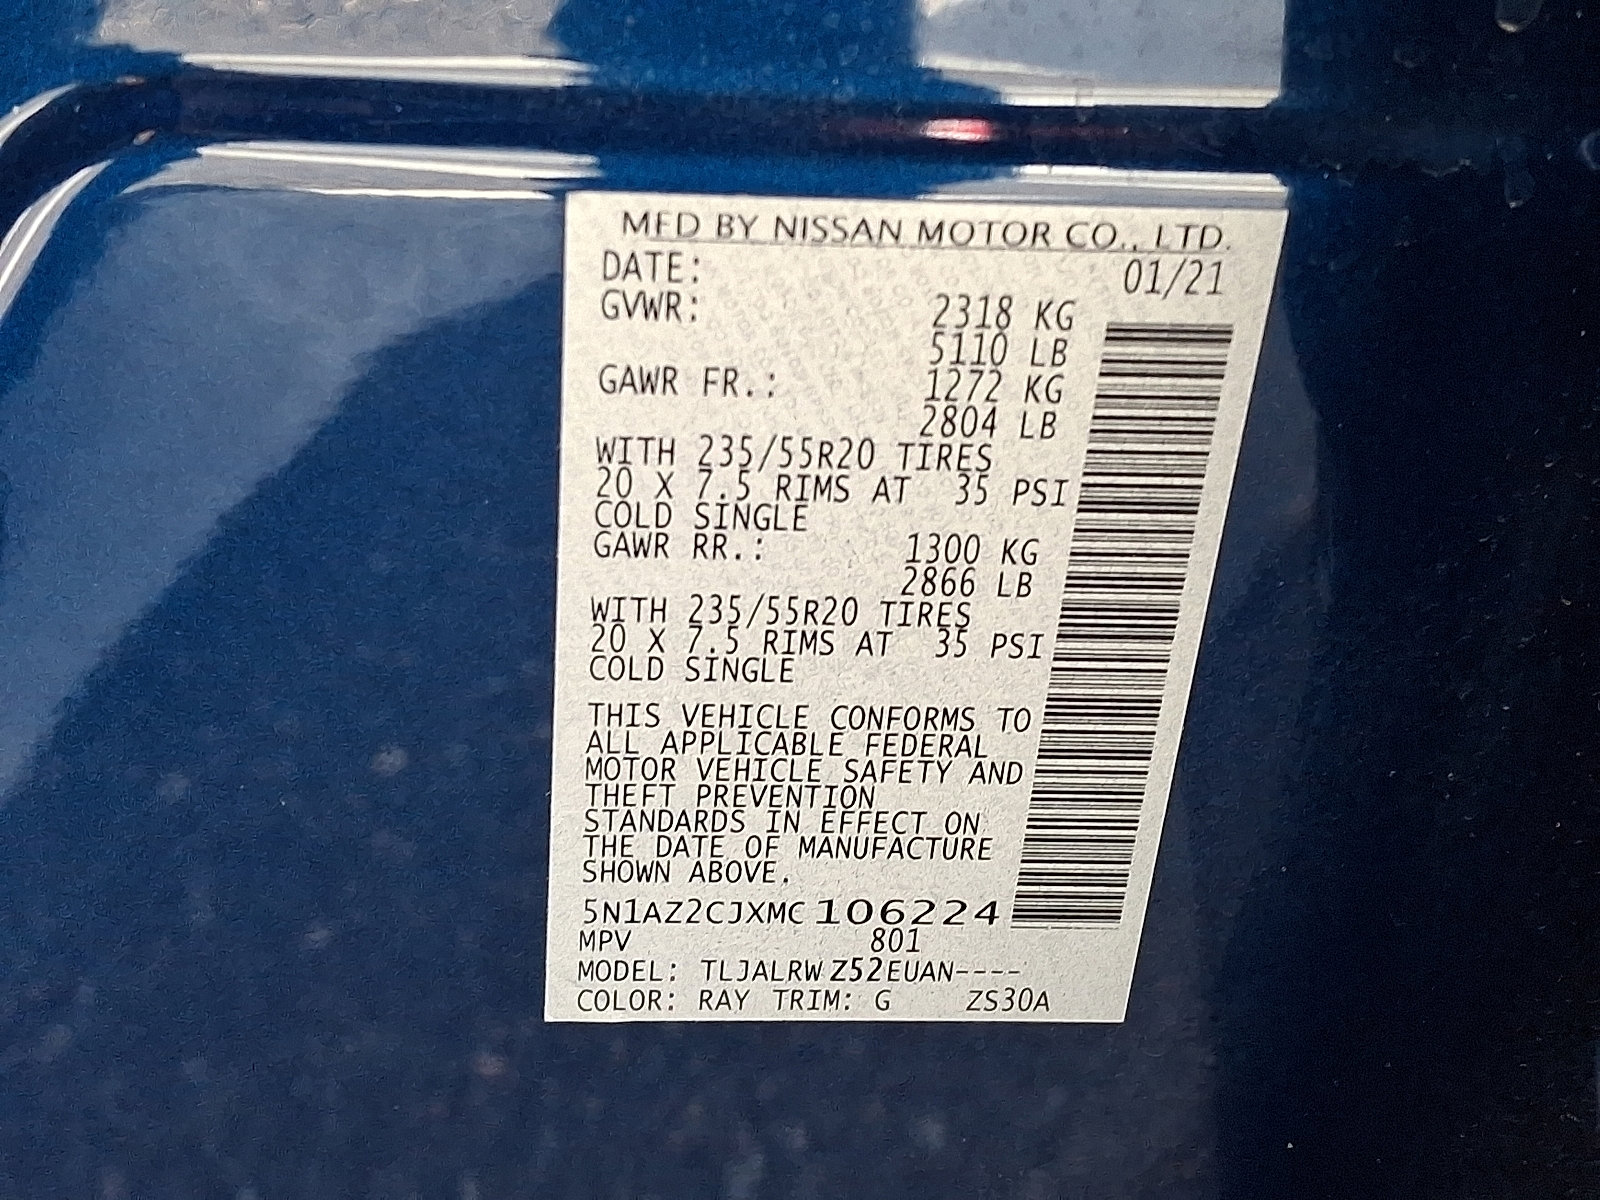 MFD BY NISSAN MOTOR CO., LTD.
DATE: 01/21
GVWR: 2318 KG
5110 LB
GAWR FR.: 1272 KG
2804 LB
WITH 235/55R20 TIRES
20 X 7.5 RIMS AT 35 PSI
COLD SINGLE
GAWR RR.: 1300 KG
2866 LB
WITH 235/55R20 TIRES
20 X 7.5 RIMS AT 35 PSI
COLD SINGLE
THIS VEHICLE CONFORMS TO
ALL APPLICABLE FEDERAL
MOTOR VEHICLE SAFETY AND
THEFT PREVENTION
STANDARDS IN EFFECT ON
THE DATE OF MANUFACTURE
SHOWN ABOVE.
5N1AZ2CJXMC106224
MPV 801
MODEL: TLJALRW Z52EUAN----
COLOR: RAY TRIM: G ZS30A